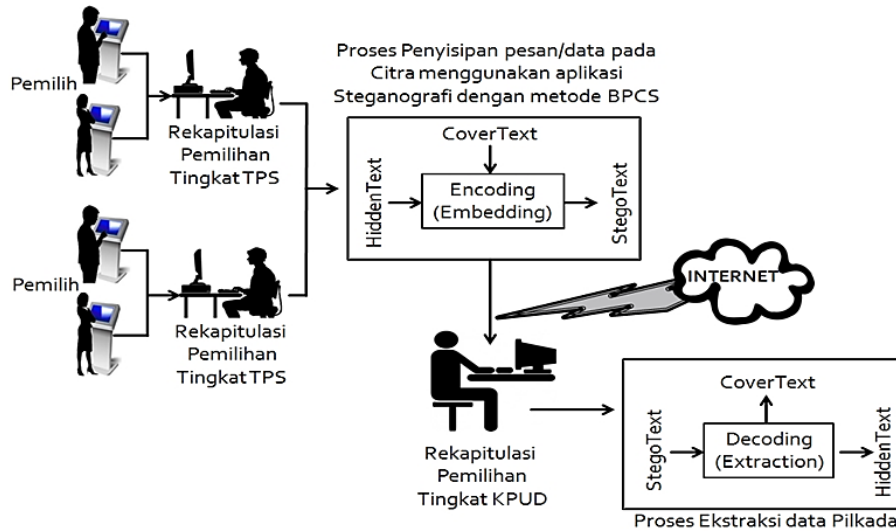 Pemilih
Rekapitulasi
Pemilihan
Tingkat TPS
Pemilih
Rekapitulasi
Pemilihan
Tingkat TPS
Proses Penyisipan pesan/data pada
Citra menggunakan aplikasi
Steganografi dengan metode BPCS
CoverText
HiddenText
Encoding
(Embedding)
StegoText
INTERNET
Rekapitulasi
Pemilihan
Tingkat KPUD
CoverText
StegoText
Decoding
(Extraction)
HiddenText
Proses Ekstraksi data Pilkada